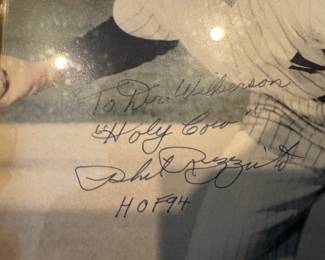 To Dr. Wilkerson
"Holy Cow"
Phil Rizzuto
HOF 94